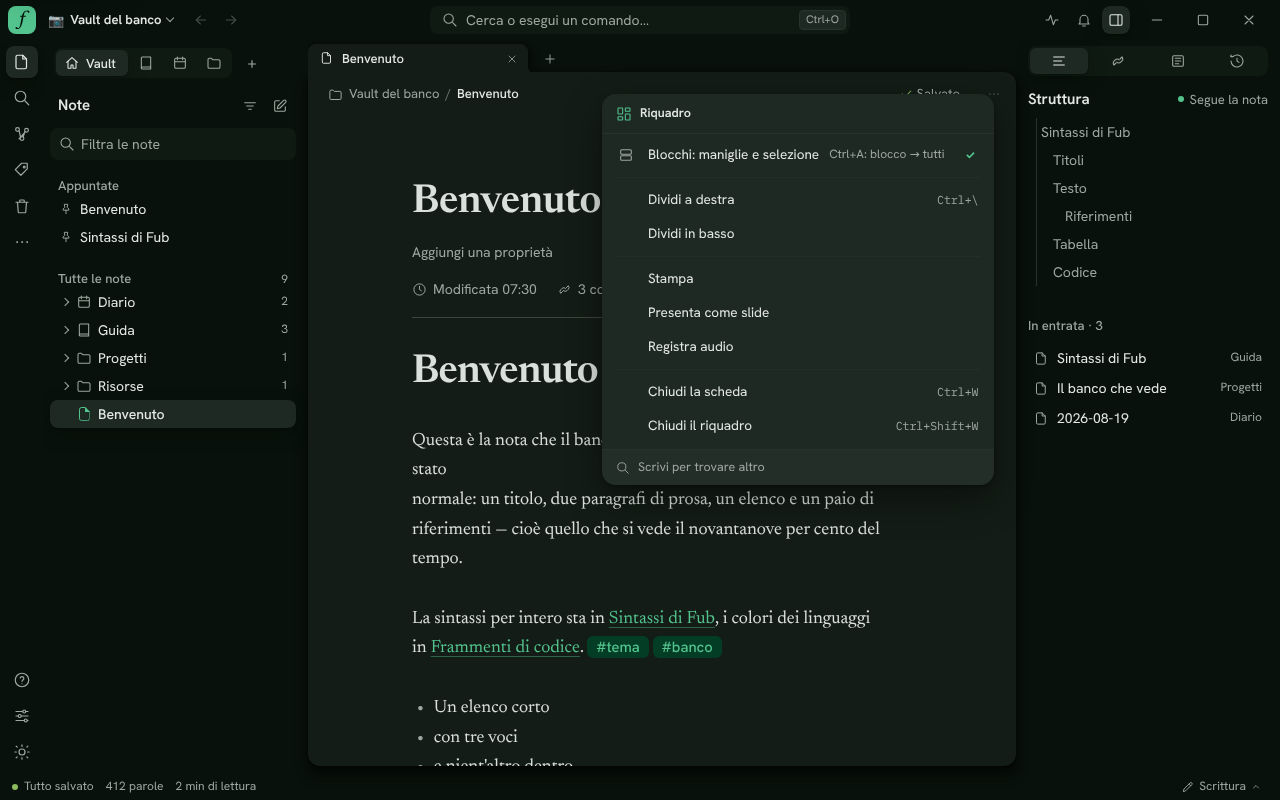 Vault del banco
Cerca o esegui un comando...
Ctrl+O
Vault
Note
Filtra le note
Appuntate
Benvenuto
Sintassi di Fub
Tutte le note 9
Diario 2
Guida 3
Progetti 1
Risorse 1
Benvenuto
Benvenuto
Vault del banco / Benvenuto
Salvato
Benvenuto
Aggiungi una proprietà
Modificata 07:30
Benvenuto
Questa è la nota che il
stato
normale: un titolo, due paragrafi di prosa, un elenco e un paio di
riferimenti — cioè quello che si vede il novantanove per cento del
tempo.
La sintassi per intero sta in Sintassi di Fub, i colori dei linguaggi
in Frammenti di codice. #tema #banco
Un elenco corto
con tre voci
e nient'altro dentro
Riquadro
Blocchi: maniglie e selezione Ctrl+A: blocco → tutti
Dividi a destra Ctrl+\
Dividi in basso
Stampa
Presenta come slide
Registra audio
Chiudi la scheda Ctrl+W
Chiudi il riquadro Ctrl+Shift+W
Scrivi per trovare altro
Struttura
Segue la nota
Sintassi di Fub
Titoli
Testo
Riferimenti
Tabella
Codice
In entrata · 3
Sintassi di Fub Guida
Il banco che vede Progetti
2026-08-19 Diario
Tutto salvato 412 parole 2 min di lettura
Scrittura